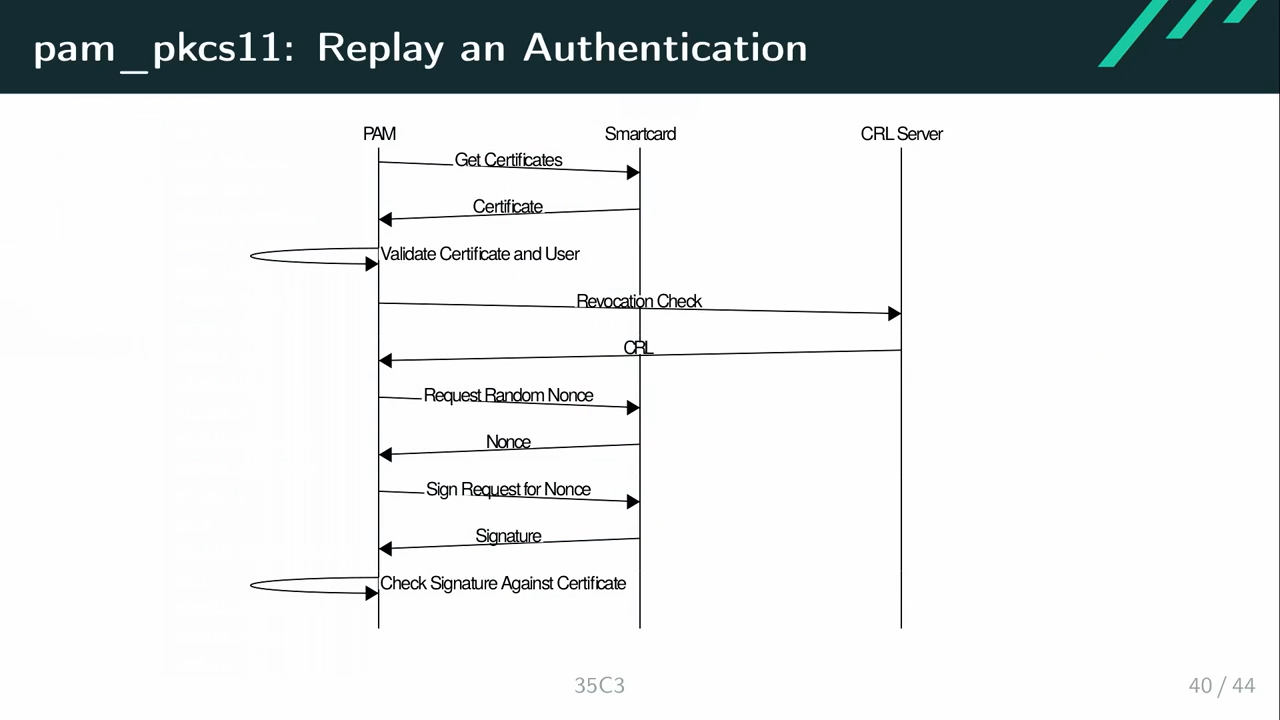 pam_pkcs11: Replay an Authentication
PAM
Smartcard
CRL Server
Get Certificates
Certificate
Validate Certificate and User
Revocation Check
CRL
Request Random Nonce
Nonce
Sign Request for Nonce
Signature
Check Signature Against Certificate
35C3
40 / 44